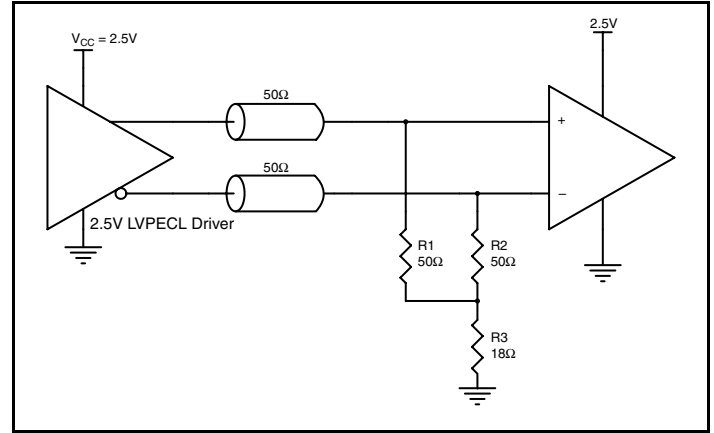 V_CC = 2.5V
2.5V
50Ω
50Ω
+
−
2.5V LVPECL Driver
R1
50Ω
R2
50Ω
R3
18Ω